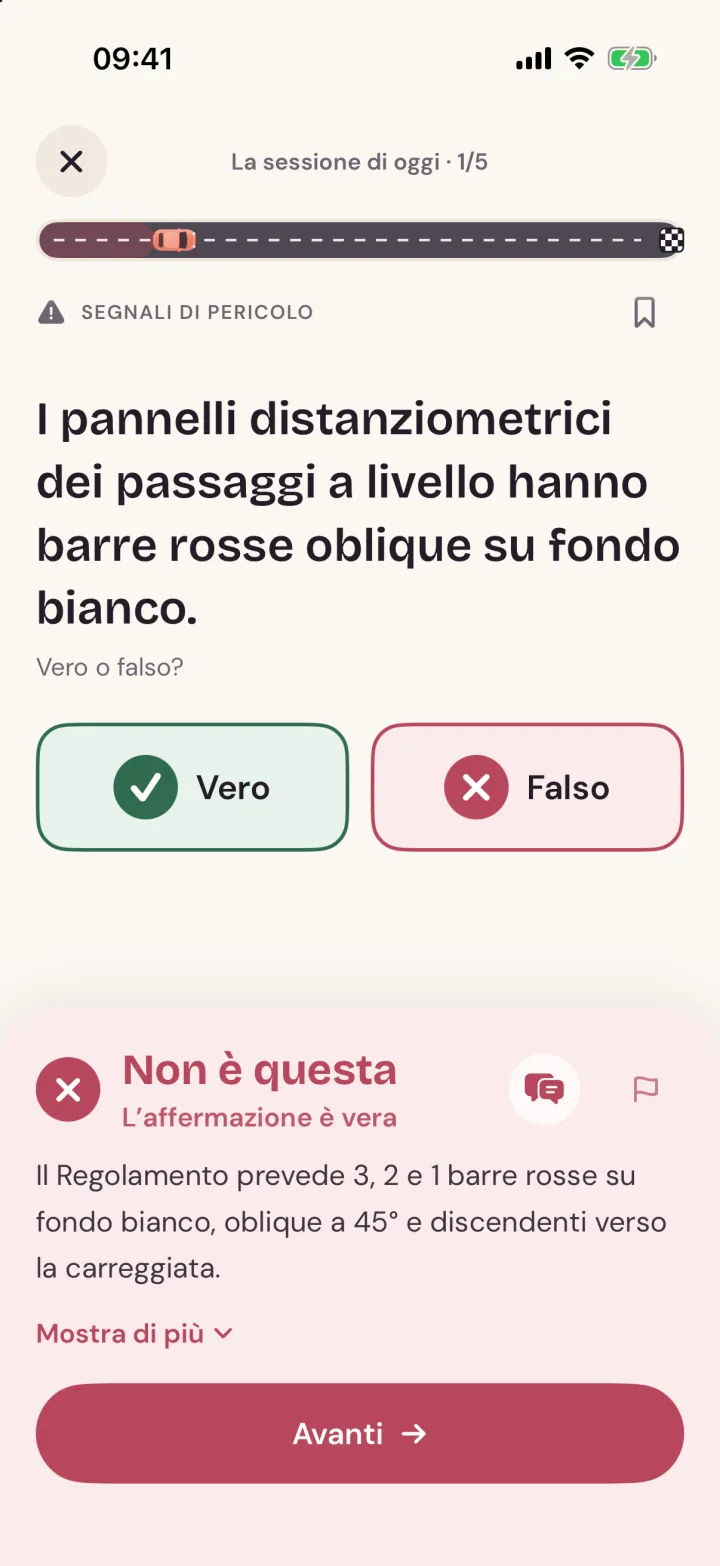 09:41
La sessione di oggi · 1/5
SEGNALI DI PERICOLO
I pannelli distanziometrici
dei passaggi a livello hanno
barre rosse oblique su fondo
bianco.
Vero o falso?
Vero
Falso
Non è questa
L’affermazione è vera
Il Regolamento prevede 3, 2 e 1 barre rosse su
fondo bianco, oblique a 45° e discendenti verso
la carreggiata.
Mostra di più
Avanti →